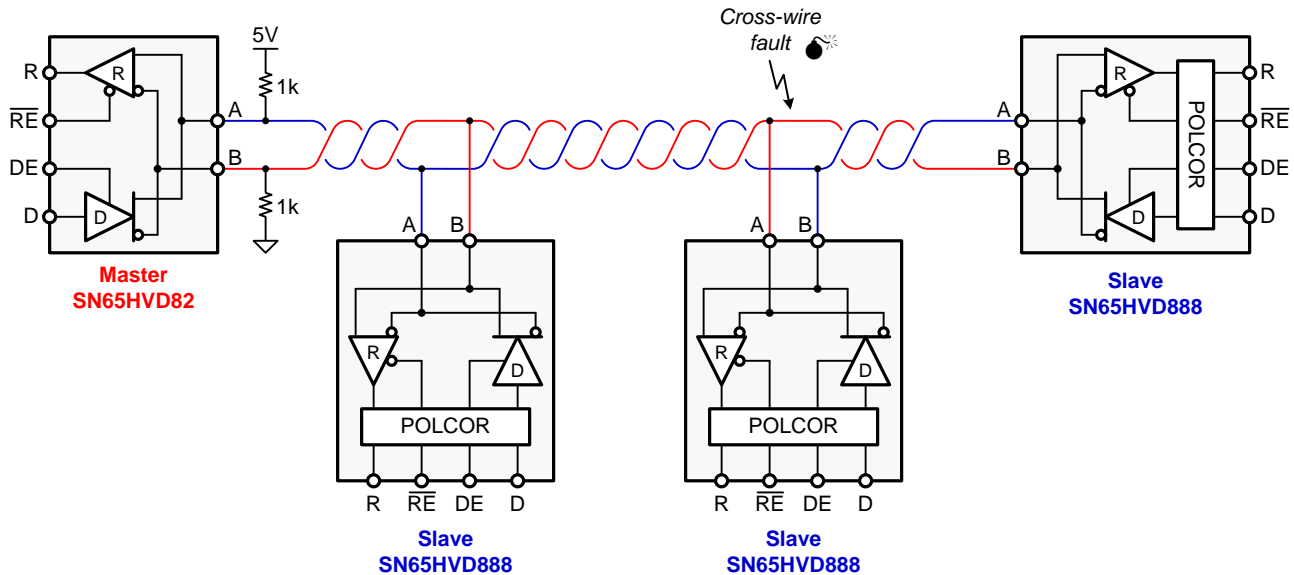 Cross-wire
fault
5V
1k
1k
R
RE
DE
D
R
D
A
B
Master
SN65HVD82
A
B
R
D
POLCOR
R
RE
DE
D
Slave
SN65HVD888
A
B
R
D
POLCOR
R
RE
DE
D
Slave
SN65HVD888
A
B
R
D
POLCOR
R
RE
DE
D
Slave
SN65HVD888